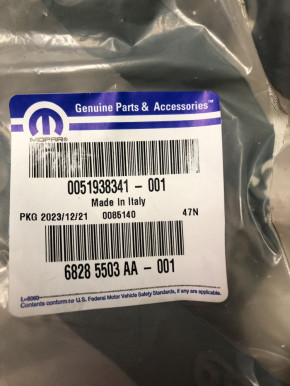 Genuine Parts & Accessories™
MOPAR®
0051938341 - 001
Made In Italy
PKG 2023/12/21 0085140 47N
6828 5503 AA - 001
Contents conform to U.S. Federal Motor Vehicle Safety Standards, if any are applicable.